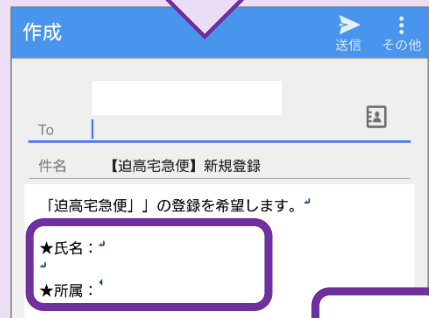 作成
送信 その他
To
件名 【迫高宅急便】新規登録
「迫高宅急便」」の登録を希望します。
★氏名：
★所属：